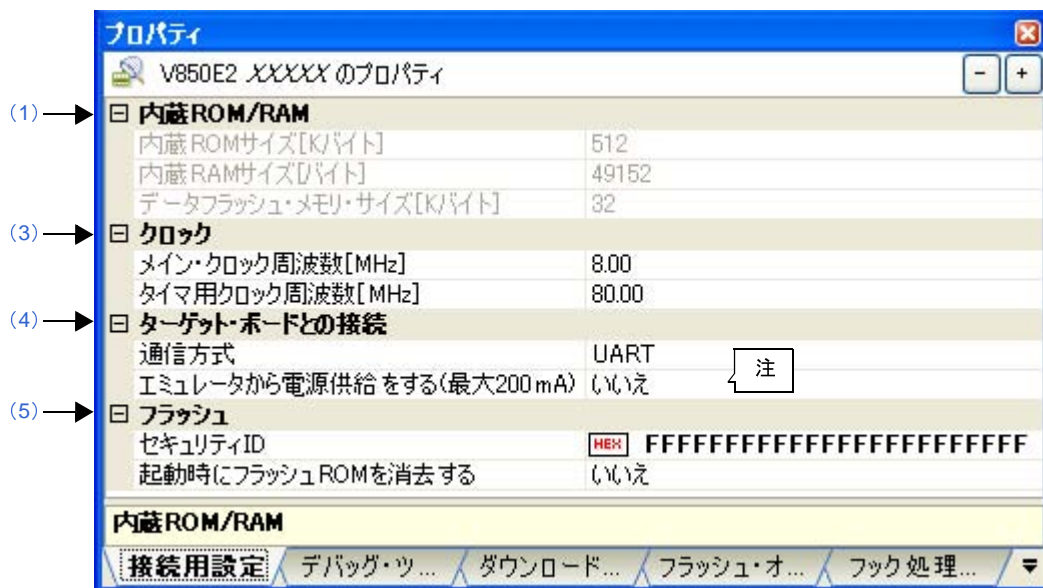 プロパティ
V850E2 XXXXX のプロパティ
- +
(1) 内蔵ROM/RAM
内蔵ROMサイズ[Kバイト] 512
内蔵RAMサイズ[バイト] 49152
データフラッシュ・メモリ・サイズ[Kバイト] 32
(3) クロック
メイン・クロック周波数[MHz] 8.00
タイマ用クロック周波数[MHz] 80.00
(4) ターゲット・ボードとの接続
通信方式 UART
注
エミュレータから電源供給をする(最大200mA) いいえ
(5) フラッシュ
セキュリティID HEX FFFFFFFFFFFFFFFFFFFFFFFF
起動時にフラッシュROMを消去する いいえ
内蔵ROM/RAM
接続用設定 デバッグ・ツ... ダウンロード... フラッシュ・オ... フック処理...